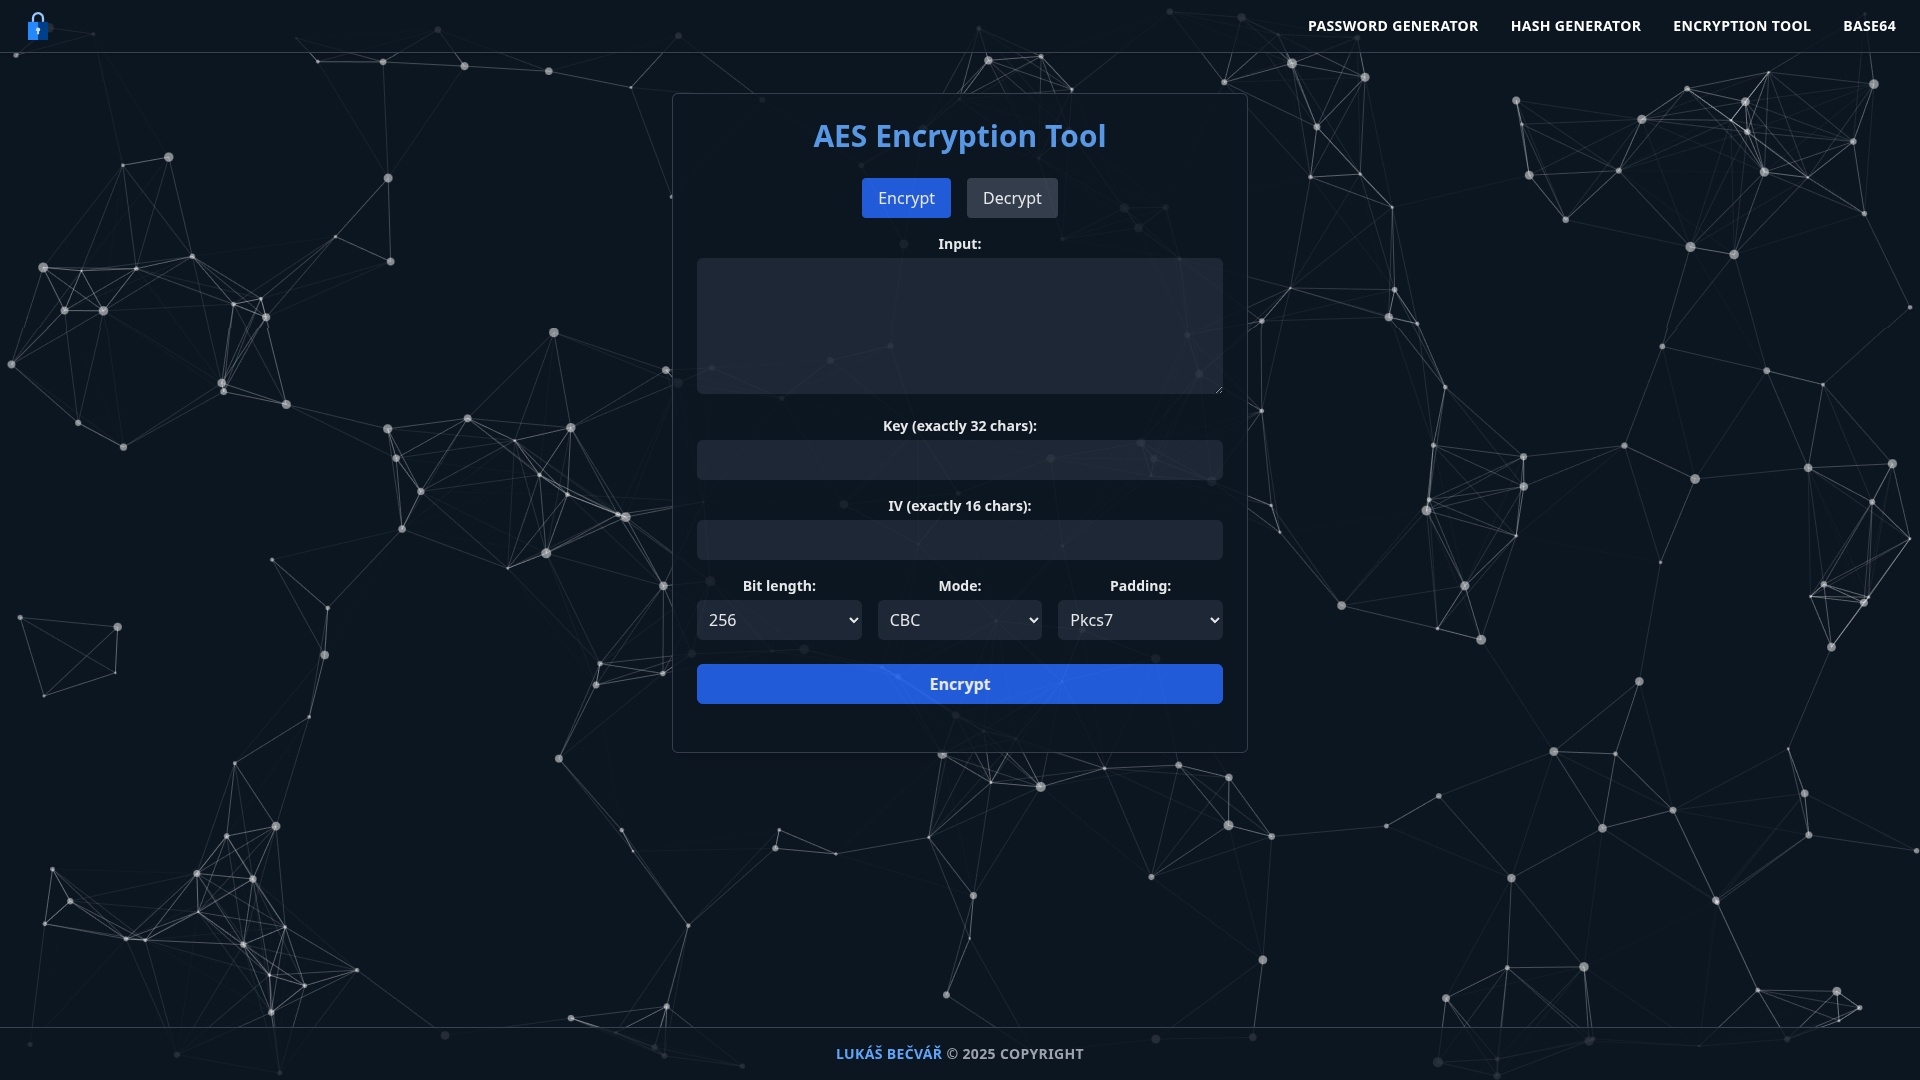 PASSWORD GENERATOR HASH GENERATOR ENCRYPTION TOOL BASE64
AES Encryption Tool
Encrypt Decrypt
Input:
Key (exactly 32 chars):
IV (exactly 16 chars):
Bit length: Mode: Padding:
256 CBC Pkcs7
Encrypt
LUKÁŠ BEČVÁŘ © 2025 COPYRIGHT